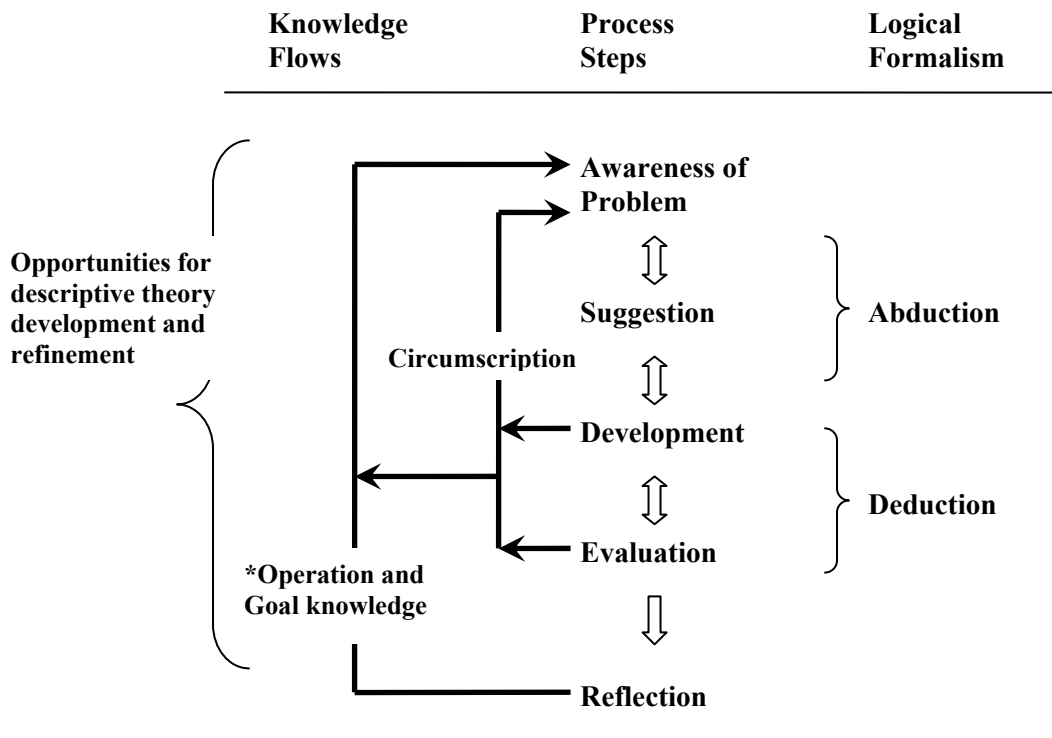 Knowledge
Flows
Process
Steps
Logical
Formalism
Awareness of
Problem
Opportunities for
descriptive theory
development and
refinement
Suggestion
Abduction
Circumscription
Development
Deduction
Evaluation
*Operation and
Goal knowledge
Reflection